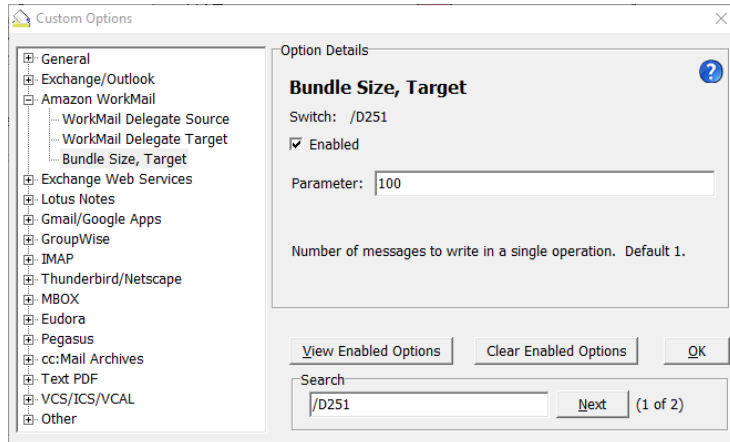 Custom Options
General
Exchange/Outlook
Amazon WorkMail
WorkMail Delegate Source
WorkMail Delegate Target
Bundle Size, Target
Exchange Web Services
Lotus Notes
Gmail/Google Apps
GroupWise
IMAP
Thunderbird/Netscape
MBOX
Eudora
Pegasus
cc:Mail Archives
Text PDF
VCS/ICS/VCAL
Other
Option Details
Bundle Size, Target
Switch: /D251
Enabled
Parameter: 100
Number of messages to write in a single operation. Default 1.
View Enabled Options Clear Enabled Options OK
Search
/D251 Next (1 of 2)